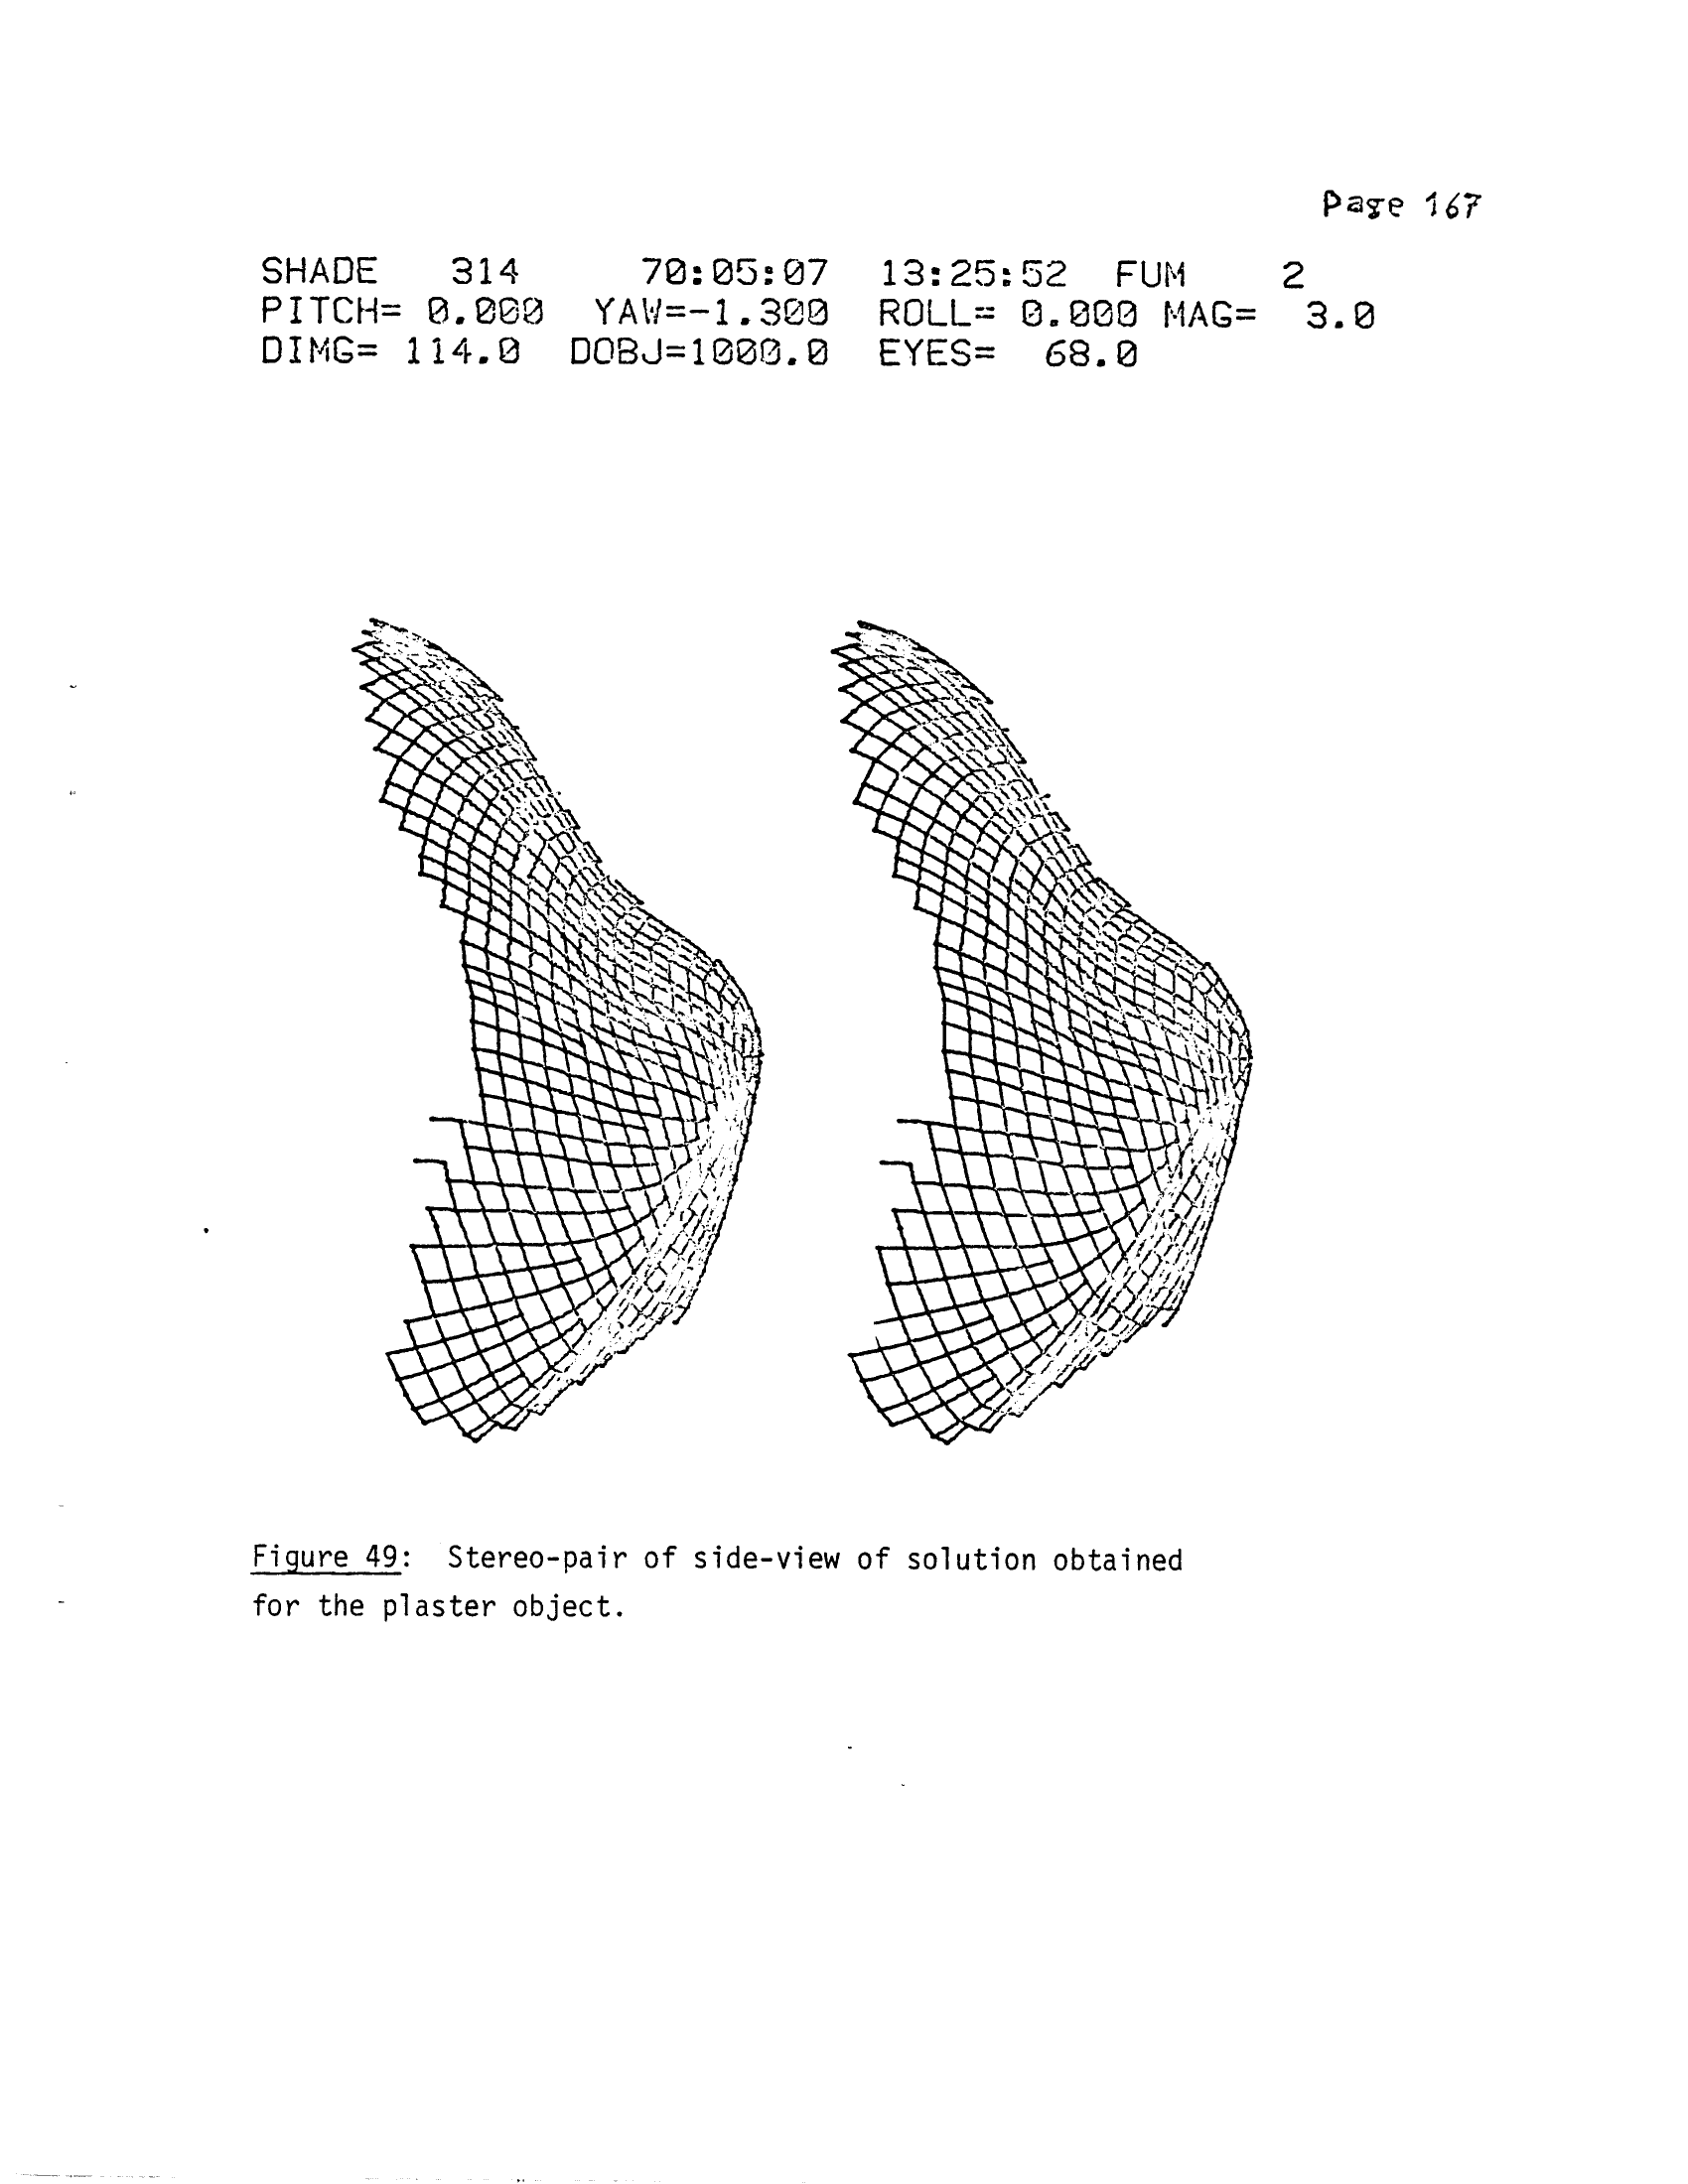 Page 167
SHADE 314 70:05:07 13:25:52 FUM 2
PITCH= 0.000 YAW=-1.300 ROLL= 0.000 MAG= 3.0
DIMG= 114.0 DOBJ=1000.0 EYES= 68.0
Figure 49: Stereo-pair of side-view of solution obtained
for the plaster object.